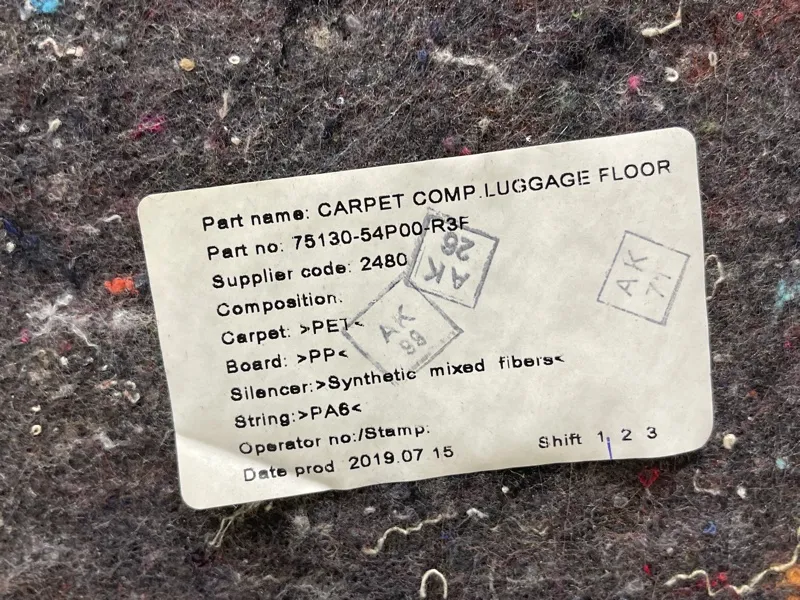 Part name: CARPET COMP.LUGGAGE FLOOR
Part no: 75130-54P00-R3F
Supplier code: 2480
AK 26
AK 71
Composition:
Carpet: >PET<
AK 99
Board: >PP<
Silencer:>Synthetic mixed fibers<
String:>PA6<
Operator no:/Stamp:
Date prod 2019.07 15
Shift 1 2 3